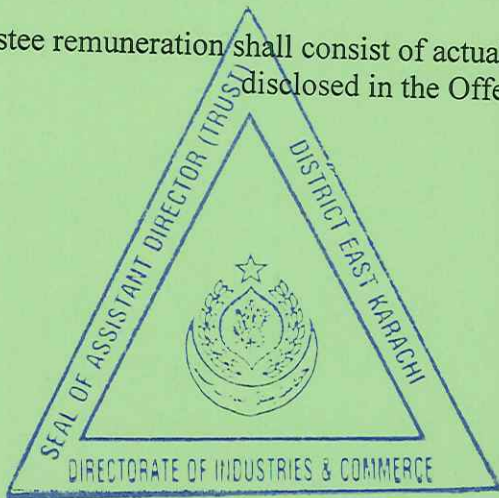 stee remuneration shall consist of actua
disclosed in the Offe
SEAL OF ASSISTANT DIRECTOR (TRUST)
DISTRICT EAST KARACHI
DIRECTORATE OF INDUSTRIES & COMMERCE